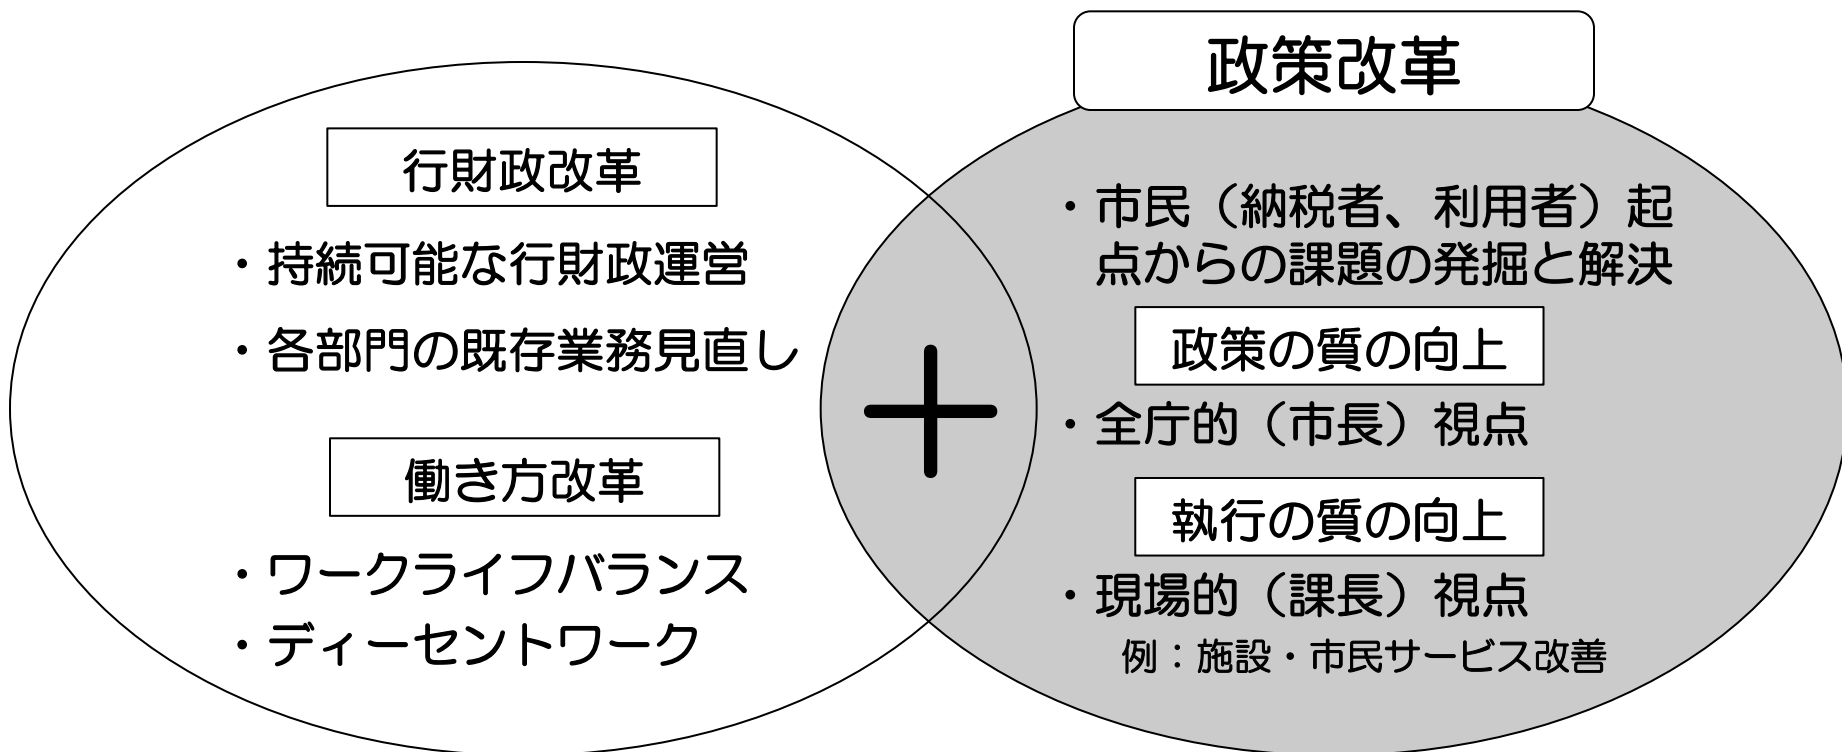 行財政改革
・持続可能な行財政運営
・各部門の既存業務見直し
働き方改革
・ワークライフバランス
・ディーセントワーク
＋
政策改革
・市民（納税者、利用者）起
点からの課題の発掘と解決
政策の質の向上
・全庁的（市長）視点
執行の質の向上
・現場的（課長）視点
例：施設・市民サービス改善